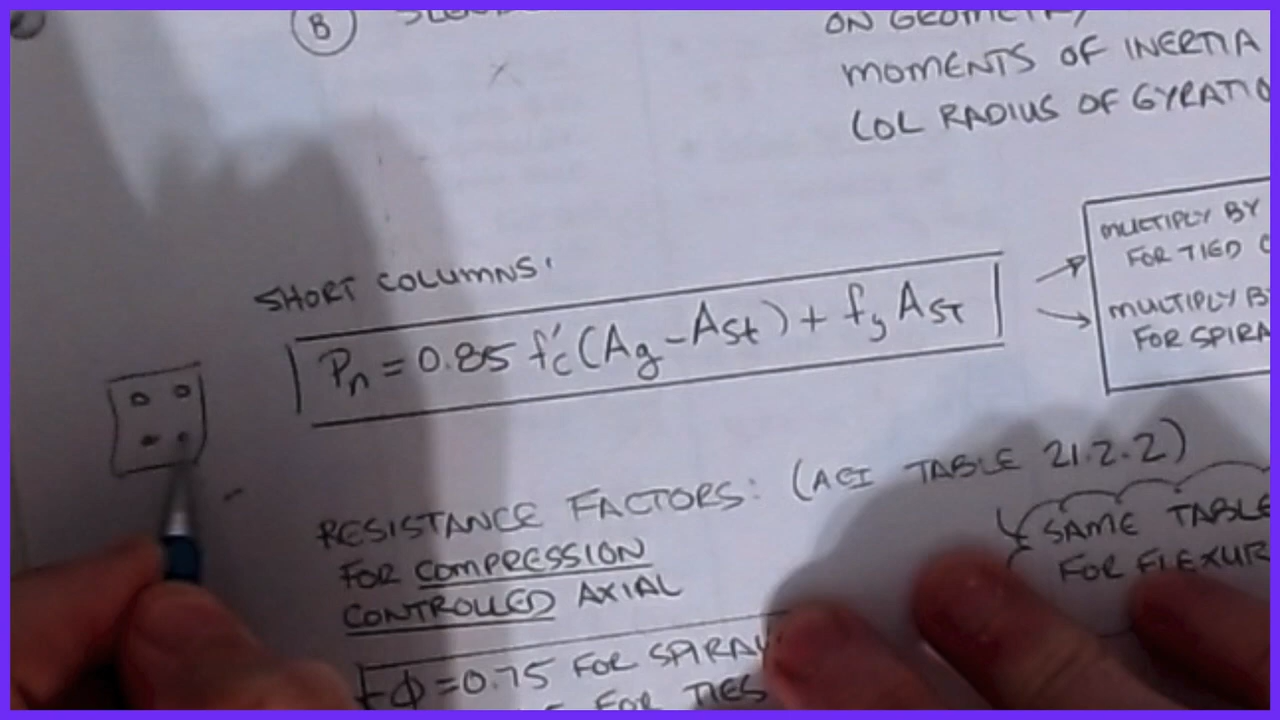 B
ON GEOMETRY
MOMENTS OF INERTIA
COL RADIUS OF GYRATIO
MULTIPLY BY
FOR TIED C
MULTIPLY B
FOR SPIRA
SHORT COLUMNS:
Pn = 0.85 f'c (Ag - Ast) + fy AST
RESISTANCE FACTORS: (ACI TABLE 21.2.2)
FOR COMPRESSION
CONTROLLED AXIAL
SAME TABLE
FOR FLEXUR
ϕ = 0.75 FOR SPIRAL
FOR TIES